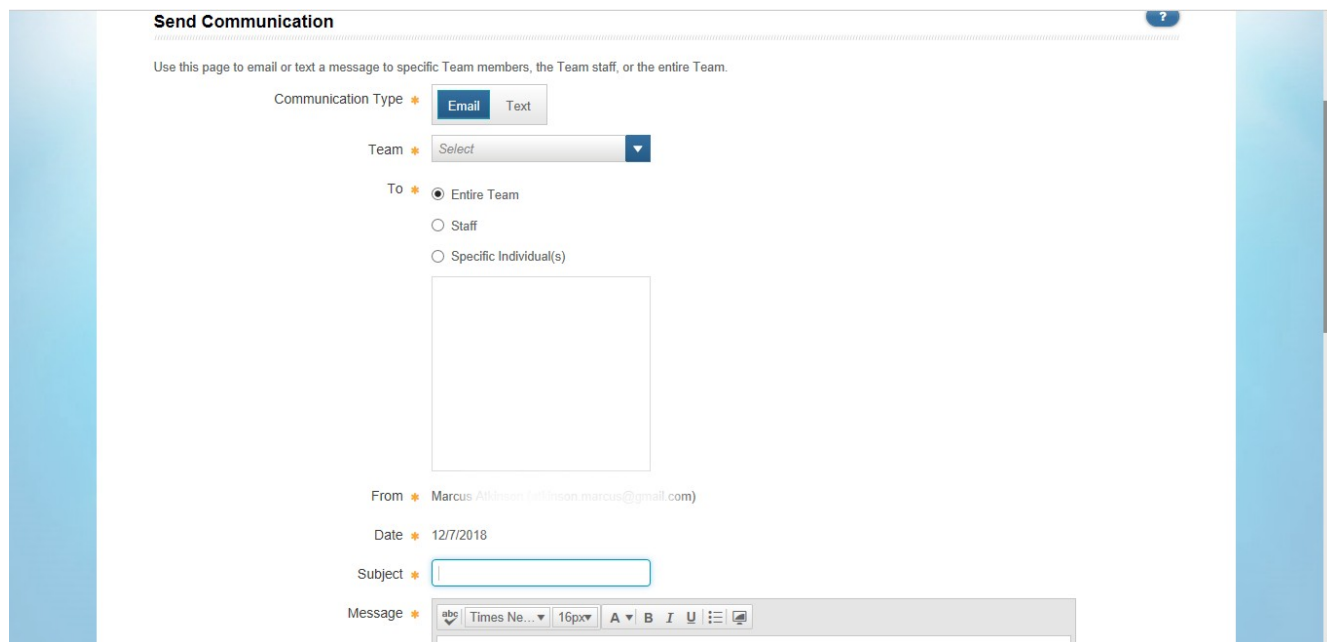 Send Communication
?
Use this page to email or text a message to specific Team members, the Team staff, or the entire Team.
Communication Type * Email Text
Team * Select
To * Entire Team
Staff
Specific Individual(s)
From * Marcus
Date * 12/7/2018
Subject *
Message * abc Times Ne... 16px A B I U